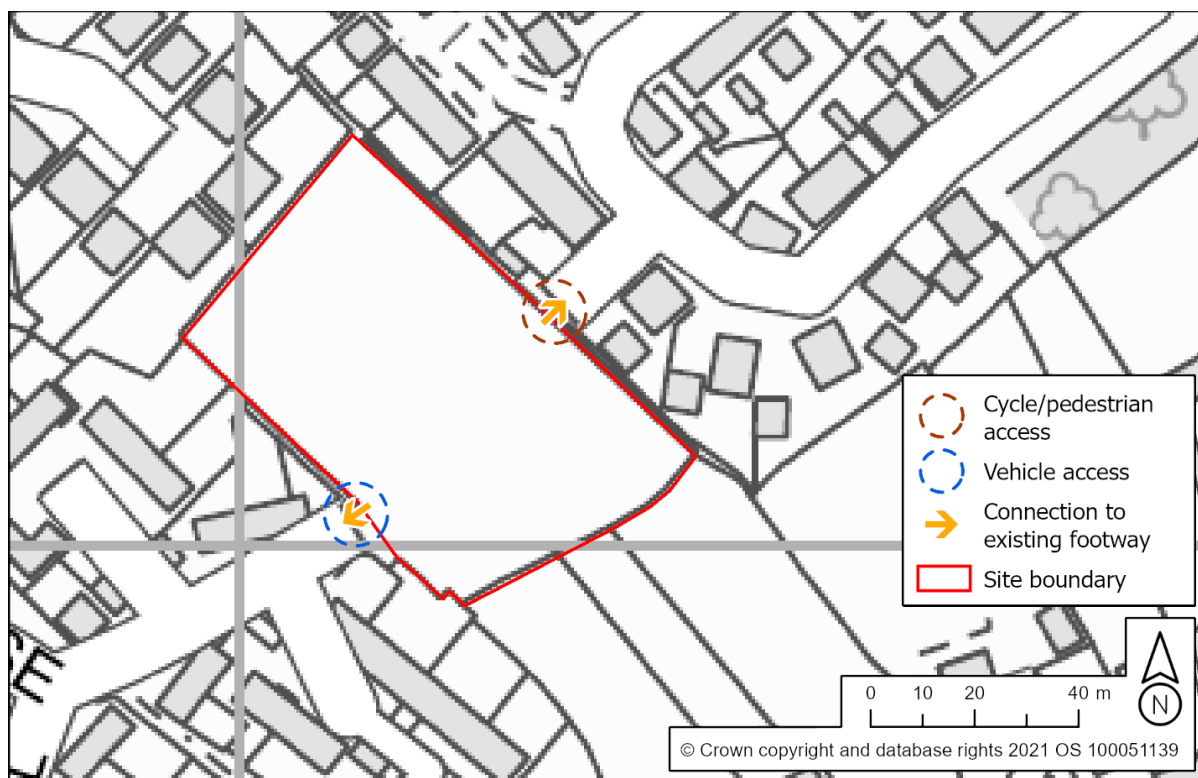 Cycle/pedestrian
access
Vehicle access
Connection to
existing footway
Site boundary
0 10 20 40 m
N
© Crown copyright and database rights 2021 OS 100051139